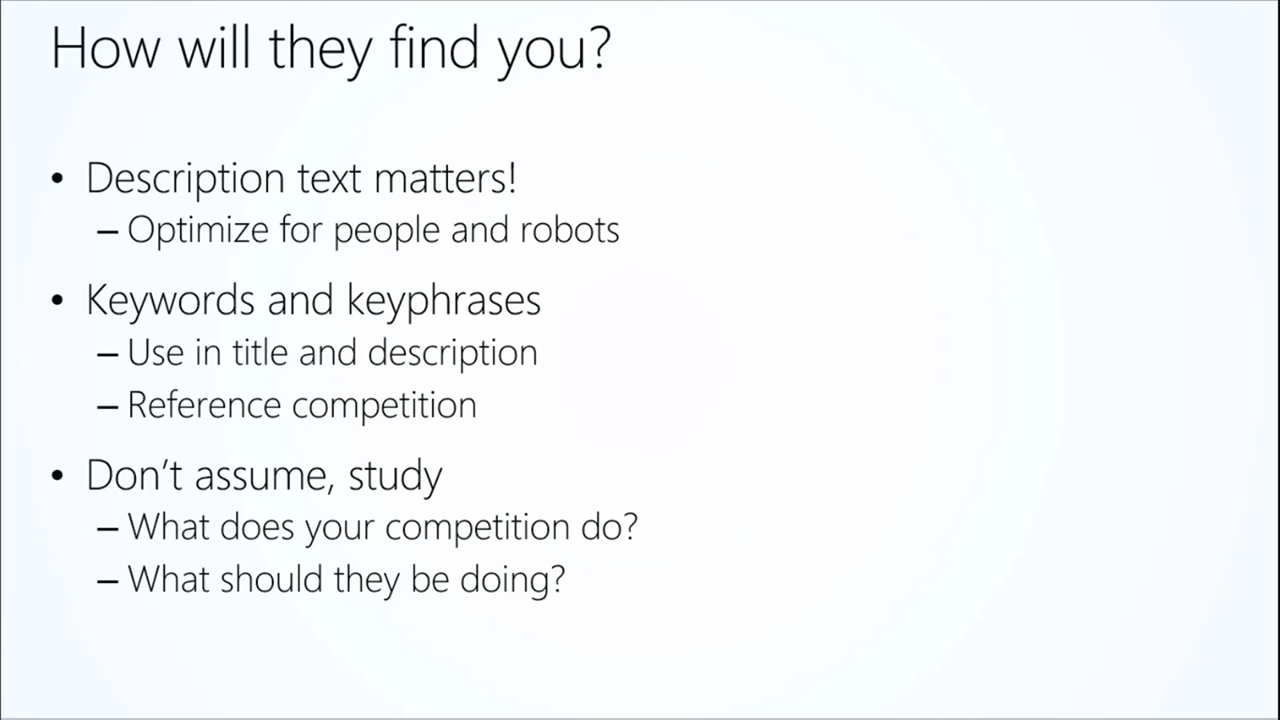 How will they find you?
• Description text matters!
– Optimize for people and robots
• Keywords and keyphrases
– Use in title and description
– Reference competition
• Don't assume, study
– What does your competition do?
– What should they be doing?